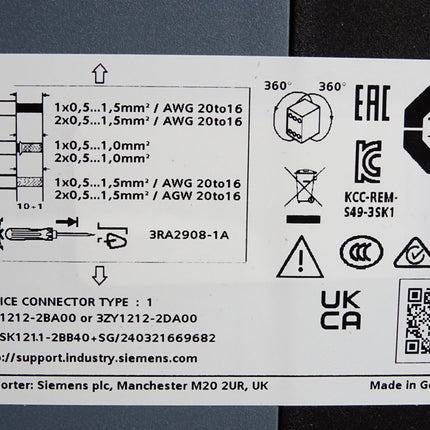 1x0,5...1,5mm² / AWG 20to16
2x0,5...1,5mm² / AWG 20to16
1x0,5...1,0mm²
2x0,5...1,0mm²
1x0,5...1,5mm² / AWG 20to16
2x0,5...1,5mm² / AGW 20to16
10+1
3RA2908-1A
360° 360°
EAC
KC
KCC-REM-
S49-3SK1
CCC
UK
CA
ICE CONNECTOR TYPE : 1
1212-2BA00 or 3ZY1212-2DA00
SK121.1-2BB40+SG/240321669682
://support.industry.siemens.com
orter: Siemens plc, Manchester M20 2UR, UK
Made in Ge